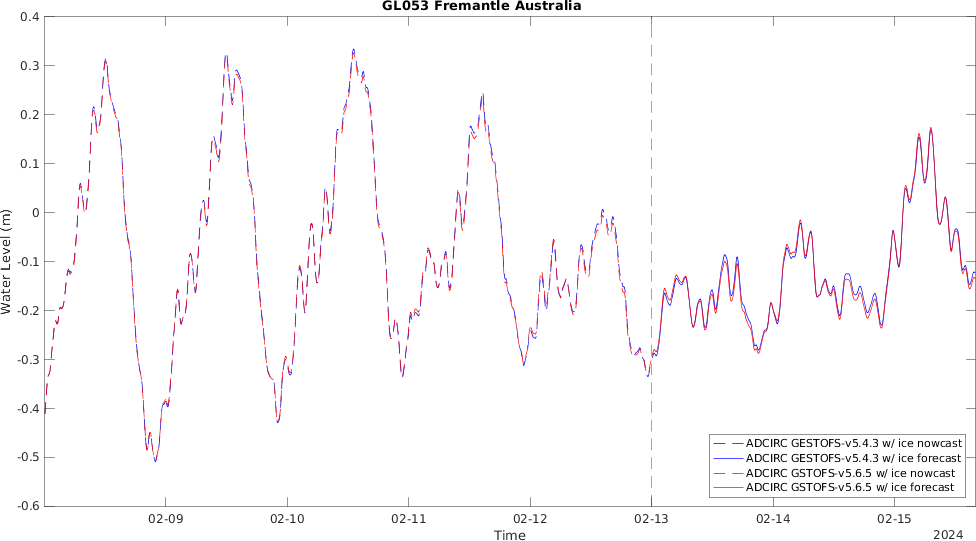 GL053 Fremantle Australia
0.4
0.3
0.2
0.1
0
-0.1
-0.2
-0.3
-0.4
-0.5
-0.6
Water Level (m)
ADCIRC GESTOFS-v5.4.3 w/ ice nowcast
ADCIRC GESTOFS-v5.4.3 w/ ice forecast
ADCIRC GSTOFS-v5.6.5 w/ ice nowcast
ADCIRC GSTOFS-v5.6.5 w/ ice forecast
02-09 02-10 02-11 02-12 02-13 02-14 02-15
Time 2024